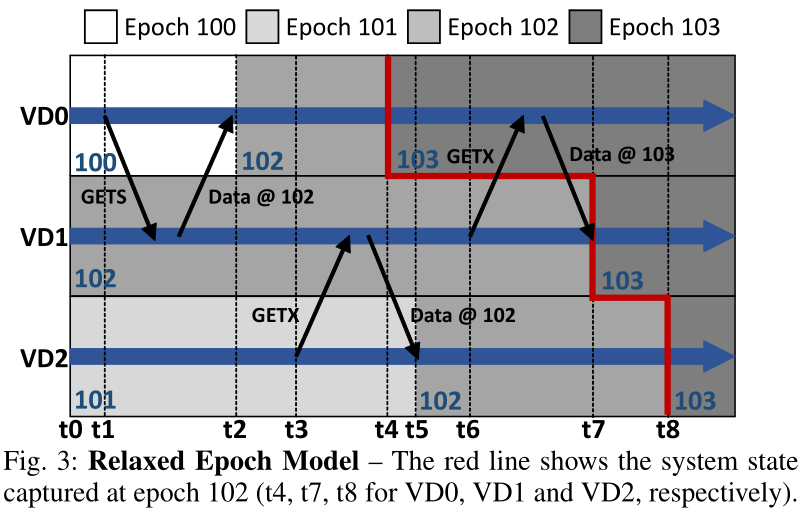 Epoch 100 Epoch 101 Epoch 102 Epoch 103
VD0
100 102 103 GETX Data @ 103
GETS Data @ 102
VD1
102 103
GETX Data @ 102
VD2
101 102 103
t0 t1 t2 t3 t4 t5 t6 t7 t8
Fig. 3: Relaxed Epoch Model – The red line shows the system state
captured at epoch 102 (t4, t7, t8 for VD0, VD1 and VD2, respectively).